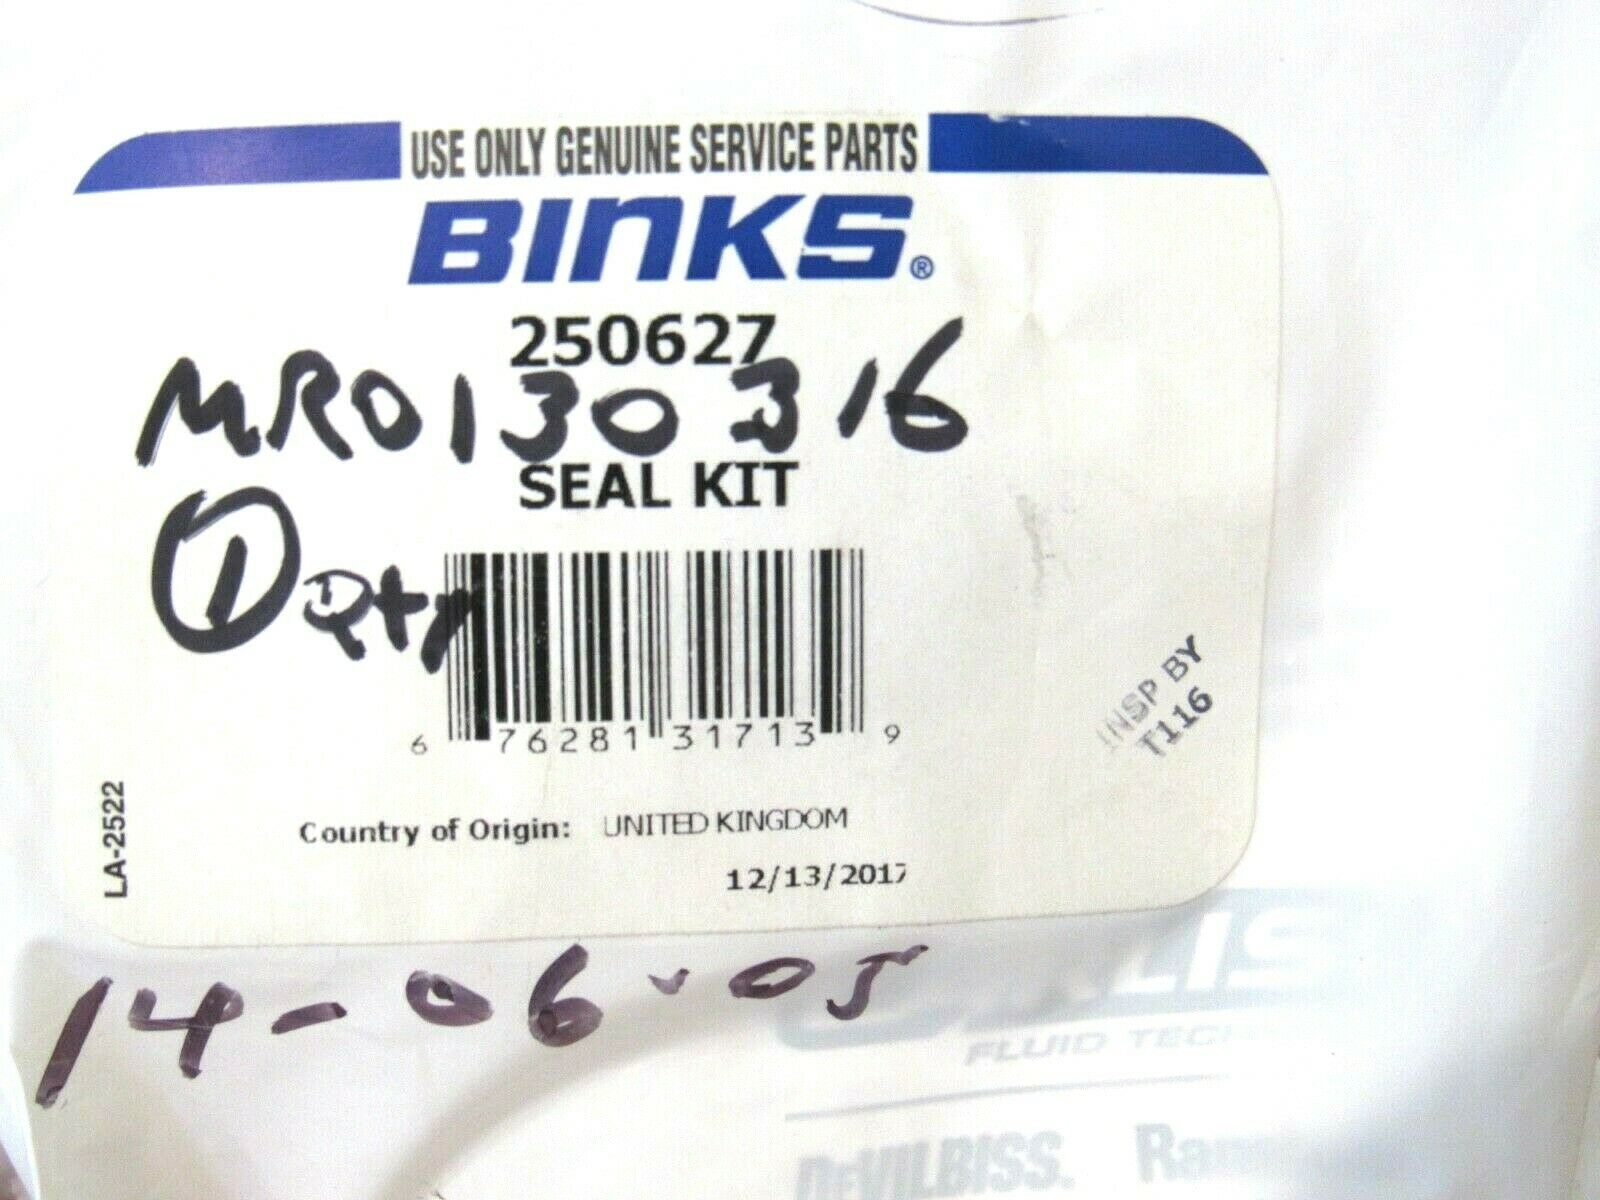 USE ONLY GENUINE SERVICE PARTS
BINKS®
250627
MRO130316
SEAL KIT
1 Qty
6 76281 31713 9
INSP BY
T116
LA-2522
Country of Origin: UNITED KINGDOM
12/13/2017
14-06-05
FLUID
DeVILBISS.